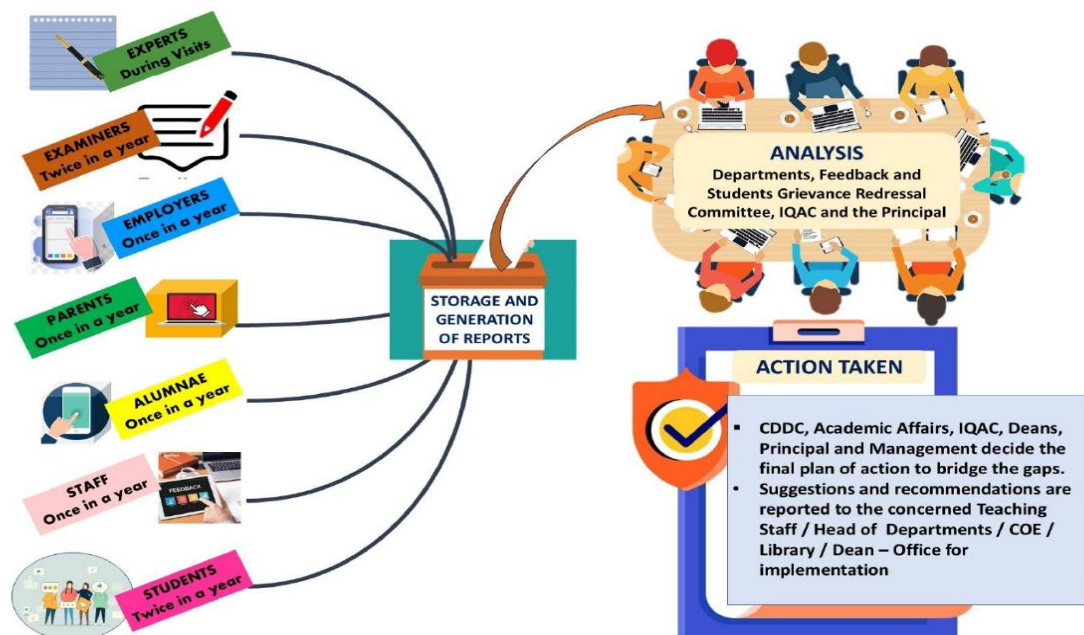 EXPERTS
During Visits
EXAMINERS
Twice in a year
EMPLOYERS
Once in a year
PARENTS
Once in a year
ALUMNAE
Once in a year
STAFF
Once in a year
FEEDBACK
STUDENTS
Twice in a year
STORAGE AND
GENERATION
OF REPORTS
ANALYSIS
Departments, Feedback and
Students Grievance Redressal
Committee, IQAC and the Principal
ACTION TAKEN
▪ CDDC, Academic Affairs, IQAC, Deans,
Principal and Management decide the
final plan of action to bridge the gaps.
• Suggestions and recommendations are
reported to the concerned Teaching
Staff / Head of Departments / COE /
Library / Dean – Office for
implementation